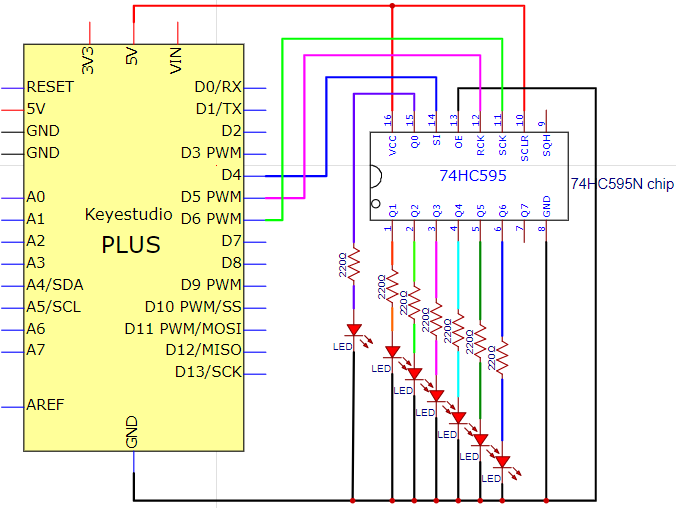 3V3
5V
VIN
RESET
5V
GND
GND
A0
A1
A2
A3
A4/SDA
A5/SCL
A6
A7
AREF
GND
Keyestudio
PLUS
D0/RX
D1/TX
D2
D3 PWM
D4
D5 PWM
D6 PWM
D7
D8
D9 PWM
D10 PWM/SS
D11 PWM/MOSI
D12/MISO
D13/SCK
16 15 14 13 12 11 10 9
VCC Q0 SI OE RCK SCK SCLR SQH
74HC595
74HC595N chip
Q1 Q2 Q3 Q4 Q5 Q6 Q7 GND
1 2 3 4 5 6 7 8
220Ω
220Ω
220Ω
220Ω
220Ω
220Ω
220Ω
LED
LED
LED
LED
LED
LED
LED